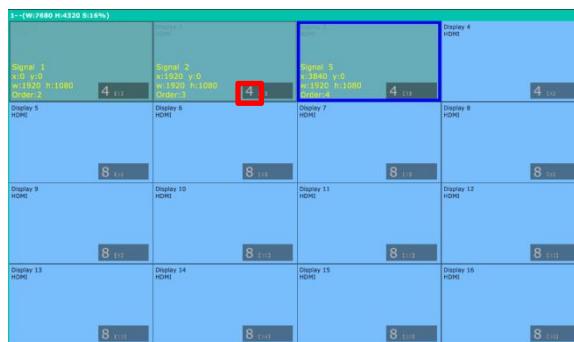 1--(W:7680 H:4320 S:16%)
Display 4
HDMI
Signal 1
x:0 y:0
w:1920 h:1080
Order:2
4
Signal 2
x:1920 y:0
w:1920 h:1080
Order:3
4
Signal 5
x:3840 y:0
w:1920 h:1080
Order:4
4
4
Display 5
HDMI
8
Display 6
HDMI
8
Display 7
HDMI
8
Display 8
HDMI
8
Display 9
HDMI
8
Display 10
HDMI
8
Display 11
HDMI
8
Display 12
HDMI
8
Display 13
HDMI
8
Display 14
HDMI
8
Display 15
HDMI
8
Display 16
HDMI
8